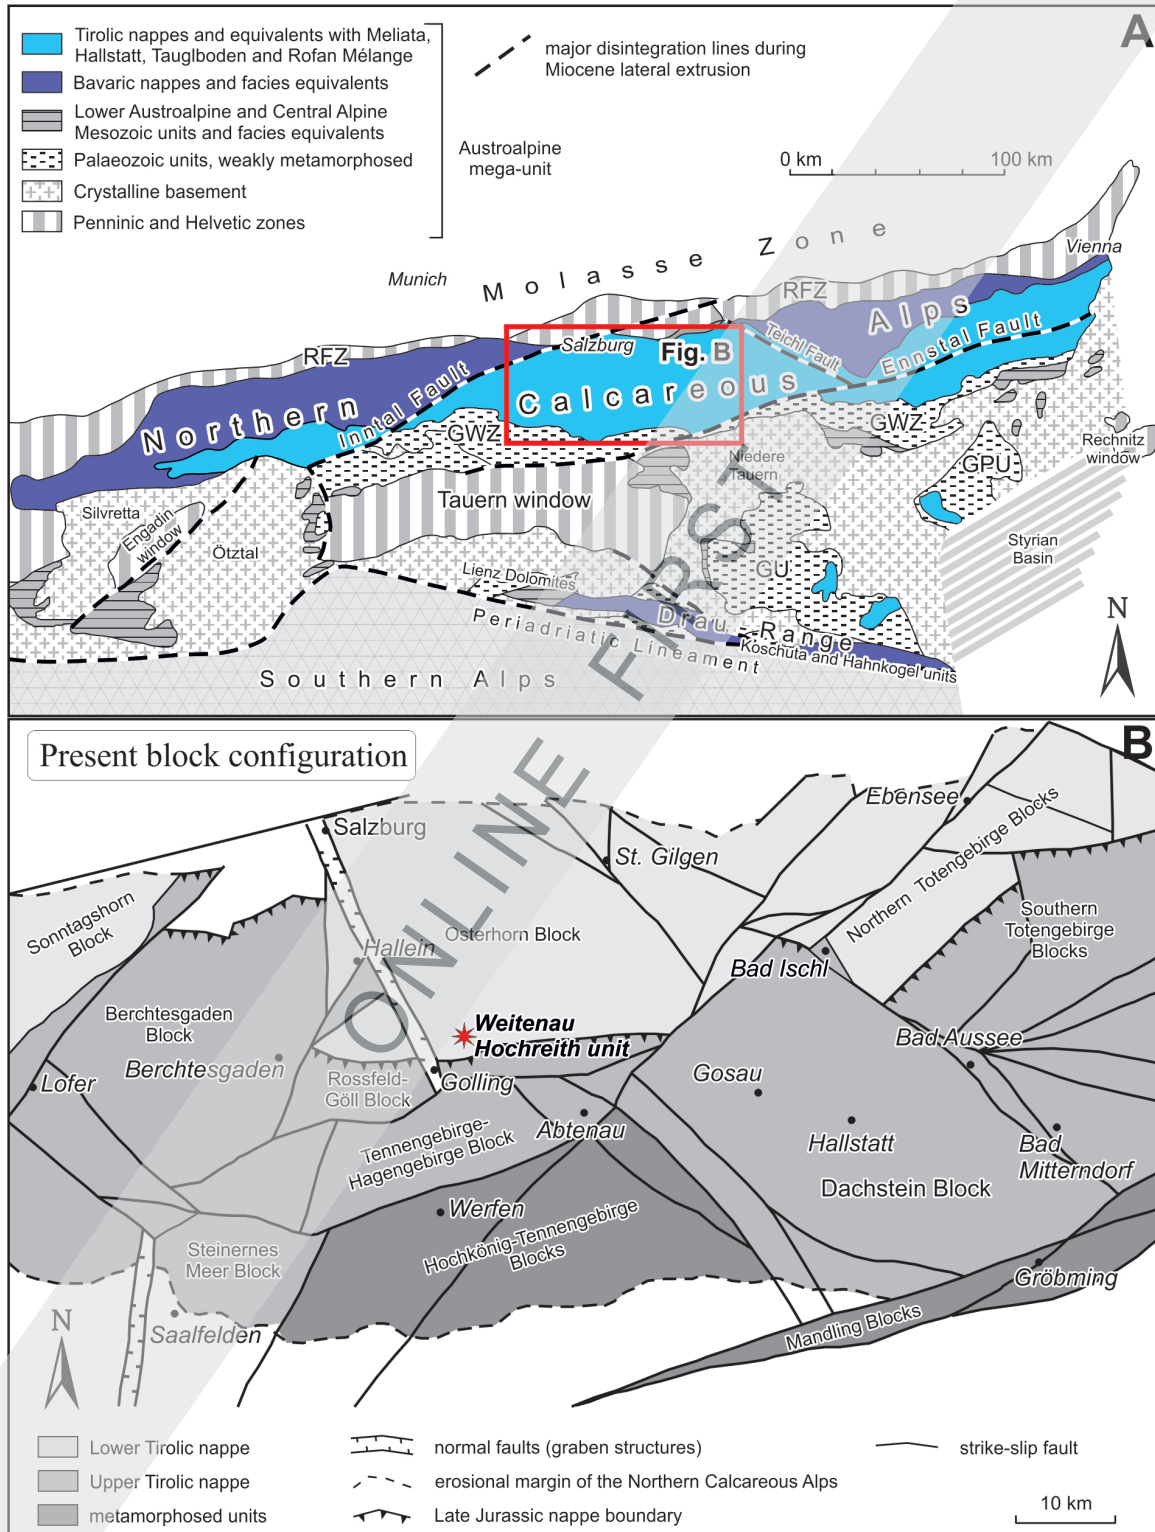 A
Tirolic nappes and equivalents with Meliata,
Hallstatt, Tauglboden and Rofan Mélange
Bavaric nappes and facies equivalents
Lower Austroalpine and Central Alpine
Mesozoic units and facies equivalents
Palaeozoic units, weakly metamorphosed
Crystalline basement
Penninic and Helvetic zones
Austroalpine
mega-unit
major disintegration lines during
Miocene lateral extrusion
0 km 100 km
Munich
Molasse Zone
Vienna
RFZ
RFZ
Salzburg
Fig. B
Teichl Fault
Ennstal Fault
Inntal Fault
Northern Calcareous Alps
GWZ
GWZ
Niedere
Tauern
GPU
Rechnitz
window
Tauern window
Silvretta
Engadin-
window
Ötztal
Styrian
Basin
GU
Lienz Dolomites
Drau Range
Periadriatic Lineament
Koschuta and Hahnkogel units
Southern Alps
N
ONLINE FIRST
B
Present block configuration
Ebensee
Salzburg
St. Gilgen
Northern Totengebirge Blocks
Sonntagshorn
Block
Southern
Totengebirge
Blocks
Hallein
Osterhorn Block
Bad Ischl
Berchtesgaden
Block
Weitenau
Hochreith unit
Bad Aussee
Berchtesgaden
Lofer
Rossfeld-
Göll Block
Golling
Gosau
Abtenau
Hallstatt
Tennengebirge-
Hagengebirge Block
Bad
Mitterndorf
Dachstein Block
Werfen
Hochkönig-Tennengebirge
Blocks
Steinernes
Meer Block
Gröbming
N
Saalfelden
Mandling Blocks
Lower Tirolic nappe
Upper Tirolic nappe
metamorphosed units
normal faults (graben structures)
erosional margin of the Northern Calcareous Alps
Late Jurassic nappe boundary
strike-slip fault
10 km